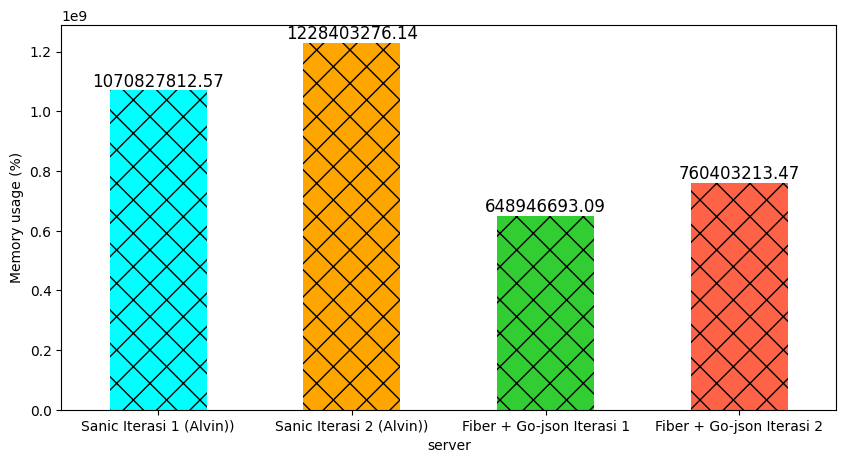 1e9
1228403276.14
1.2
1070827812.57
1.0
0.8
760403213.47
648946693.09
0.6
0.4
0.2
0.0
Memory usage (%)
Sanic Iterasi 1 (Alvin))
Sanic Iterasi 2 (Alvin))
Fiber + Go-json Iterasi 1
Fiber + Go-json Iterasi 2
server